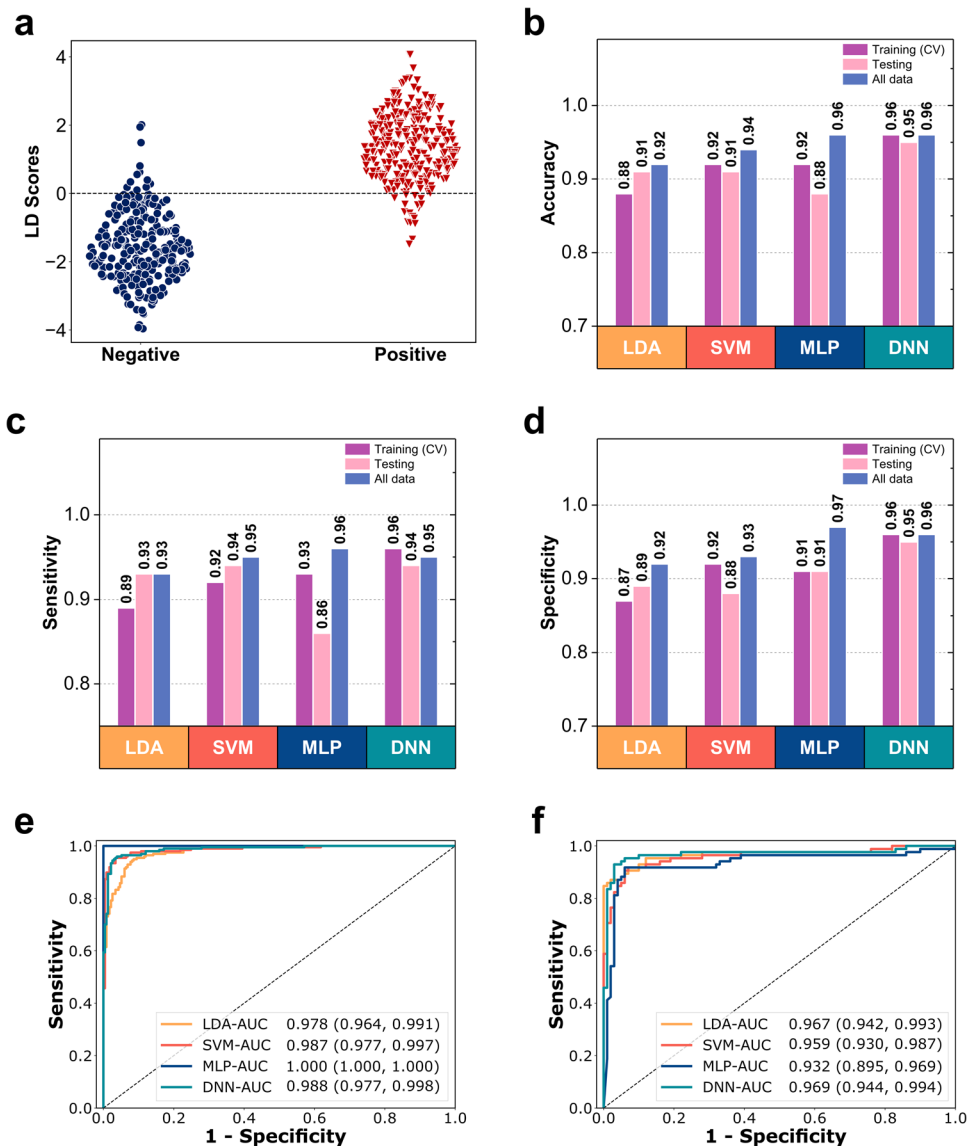 a
LD Scores
4
2
0
−2
−4
Negative
Positive
b
Training (CV)
Testing
All data
Accuracy
1.0
0.9
0.8
0.7
0.88
0.91
0.92
0.92
0.91
0.94
0.92
0.88
0.96
0.96
0.95
0.96
LDA
SVM
MLP
DNN
c
Training (CV)
Testing
All data
Sensitivity
1.0
0.9
0.8
0.89
0.93
0.93
0.92
0.94
0.95
0.93
0.86
0.96
0.96
0.94
0.95
LDA
SVM
MLP
DNN
d
Training (CV)
Testing
All data
Specificity
1.0
0.9
0.8
0.7
0.87
0.89
0.92
0.92
0.88
0.93
0.91
0.91
0.97
0.96
0.95
0.96
LDA
SVM
MLP
DNN
e
Sensitivity
1.0
0.8
0.6
0.4
0.2
0.0
LDA-AUC 0.978 (0.964, 0.991)
SVM-AUC 0.987 (0.977, 0.997)
MLP-AUC 1.000 (1.000, 1.000)
DNN-AUC 0.988 (0.977, 0.998)
0.0 0.2 0.4 0.6 0.8 1.0
1 - Specificity
f
Sensitivity
1.0
0.8
0.6
0.4
0.2
0.0
LDA-AUC 0.967 (0.942, 0.993)
SVM-AUC 0.959 (0.930, 0.987)
MLP-AUC 0.932 (0.895, 0.969)
DNN-AUC 0.969 (0.944, 0.994)
0.0 0.2 0.4 0.6 0.8 1.0
1 - Specificity